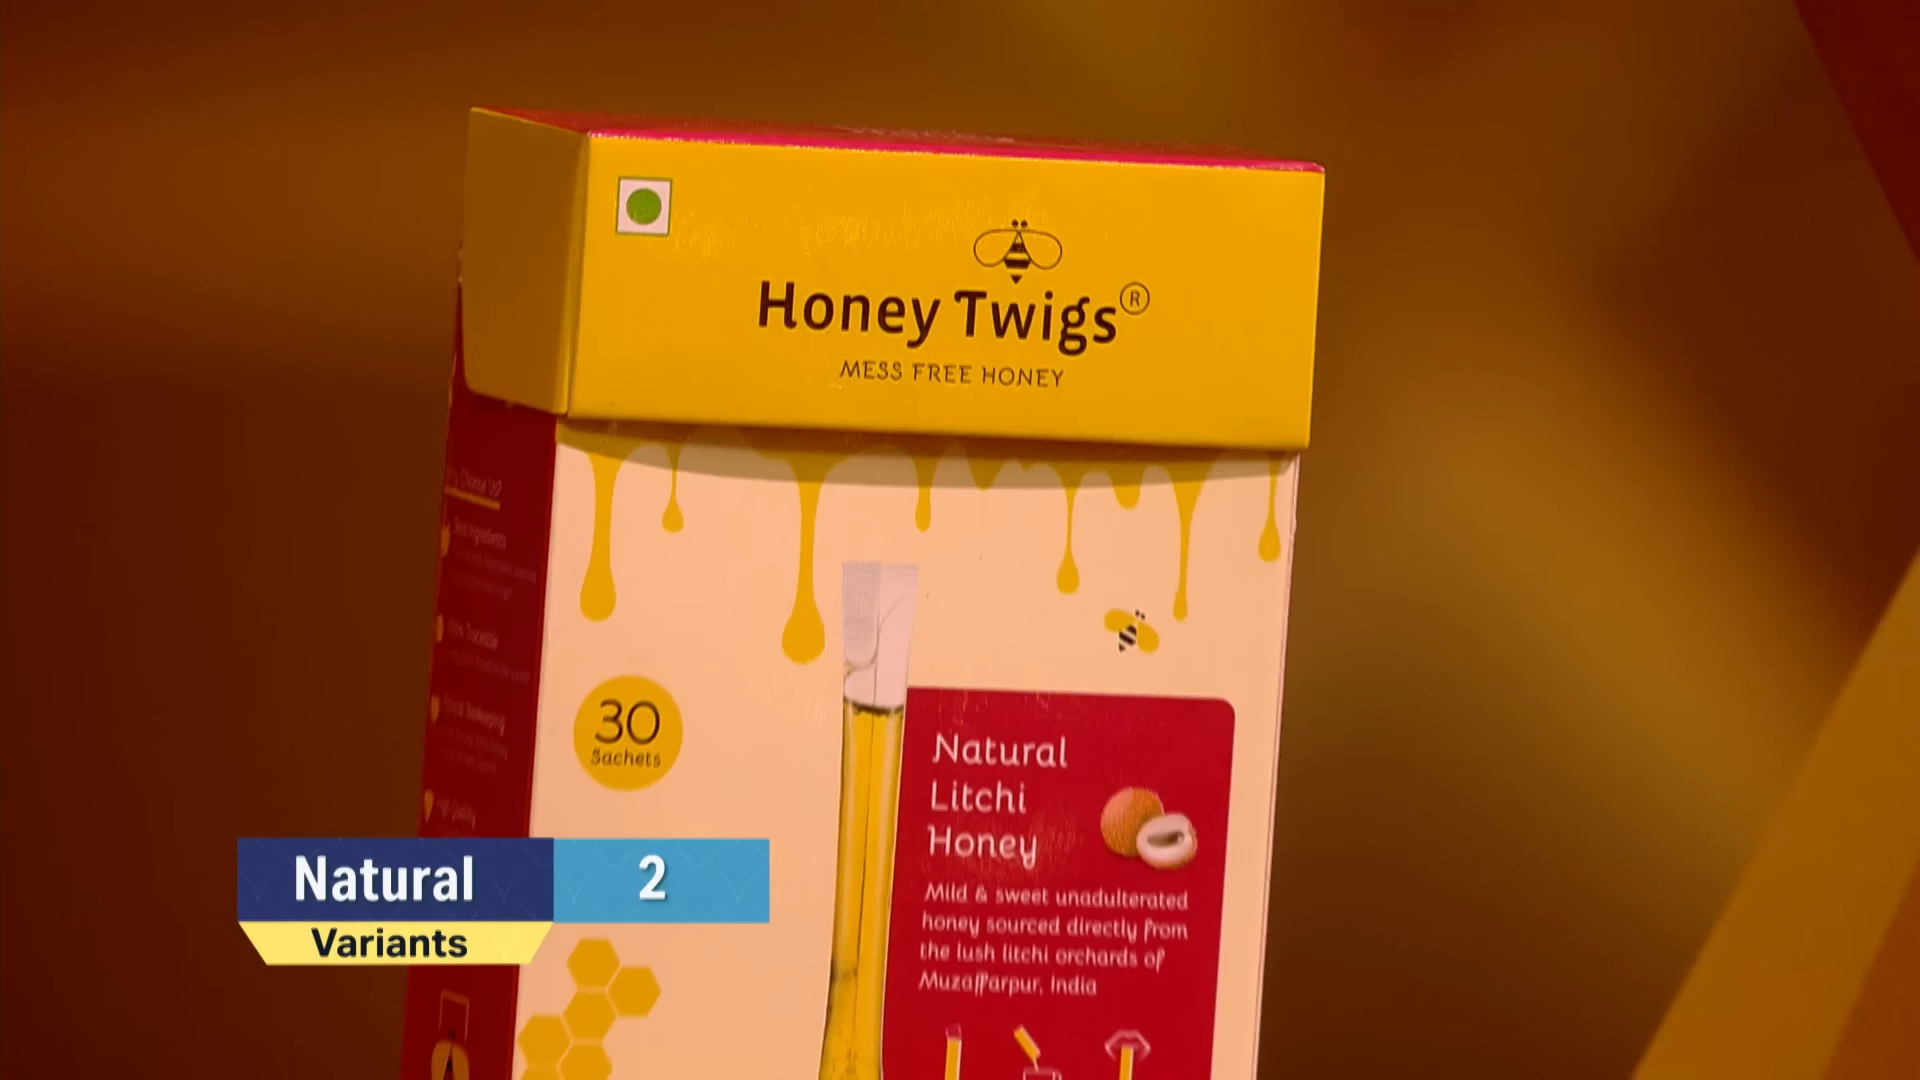 Honey Twigs®
MESS FREE HONEY
30
Sachets
Natural
Litchi
Honey
Mild & sweet unadulterated
honey sourced directly from
the lush litchi orchards of
Muzaffarpur, India
Natural 2
Variants